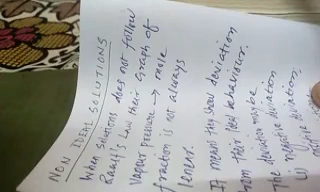 NON IDEAL SOLUTIONS
When solutions does not follow
Raoult's Law their Graph of
Vapour pressure → mole
fraction is not always
linear.
It means they show deviation
from their ideal behaviour.
The deviation may be
negative deviation